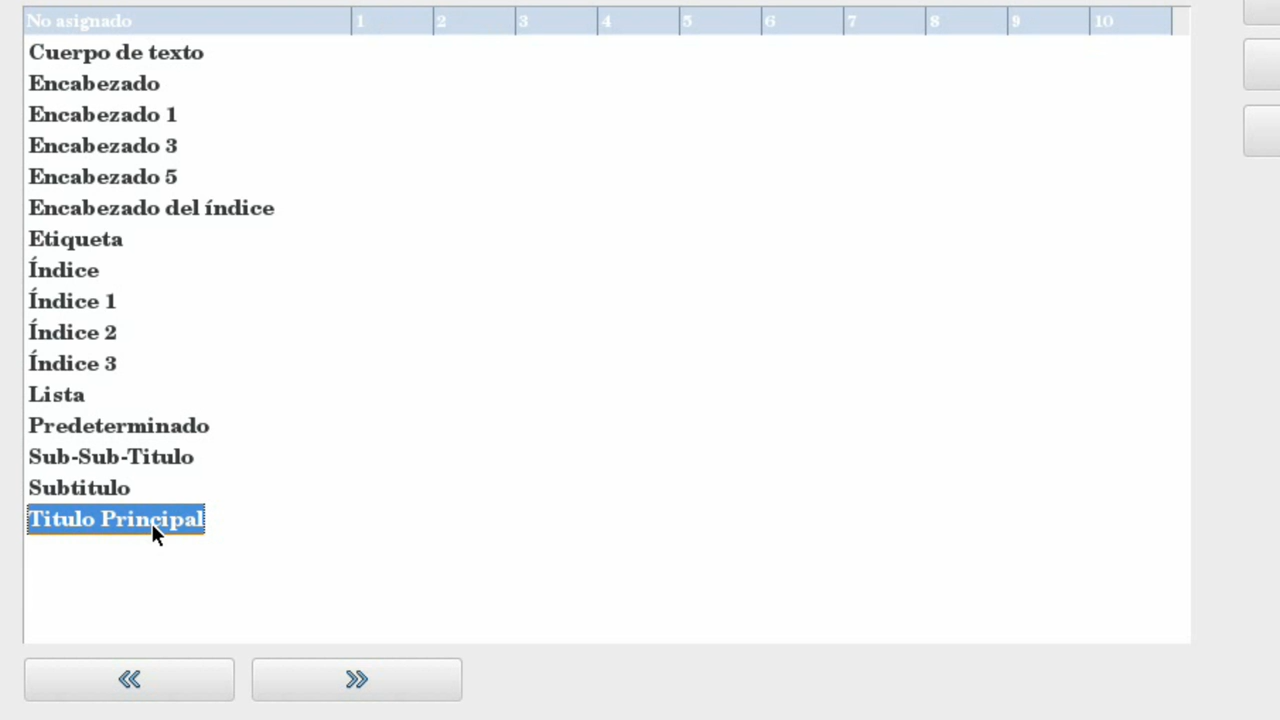 No asignado 1 2 3 4 5 6 7 8 9 10
Cuerpo de texto
Encabezado
Encabezado 1
Encabezado 3
Encabezado 5
Encabezado del índice
Etiqueta
Índice
Índice 1
Índice 2
Índice 3
Lista
Predeterminado
Sub-Sub-Titulo
Subtitulo
Titulo Principal